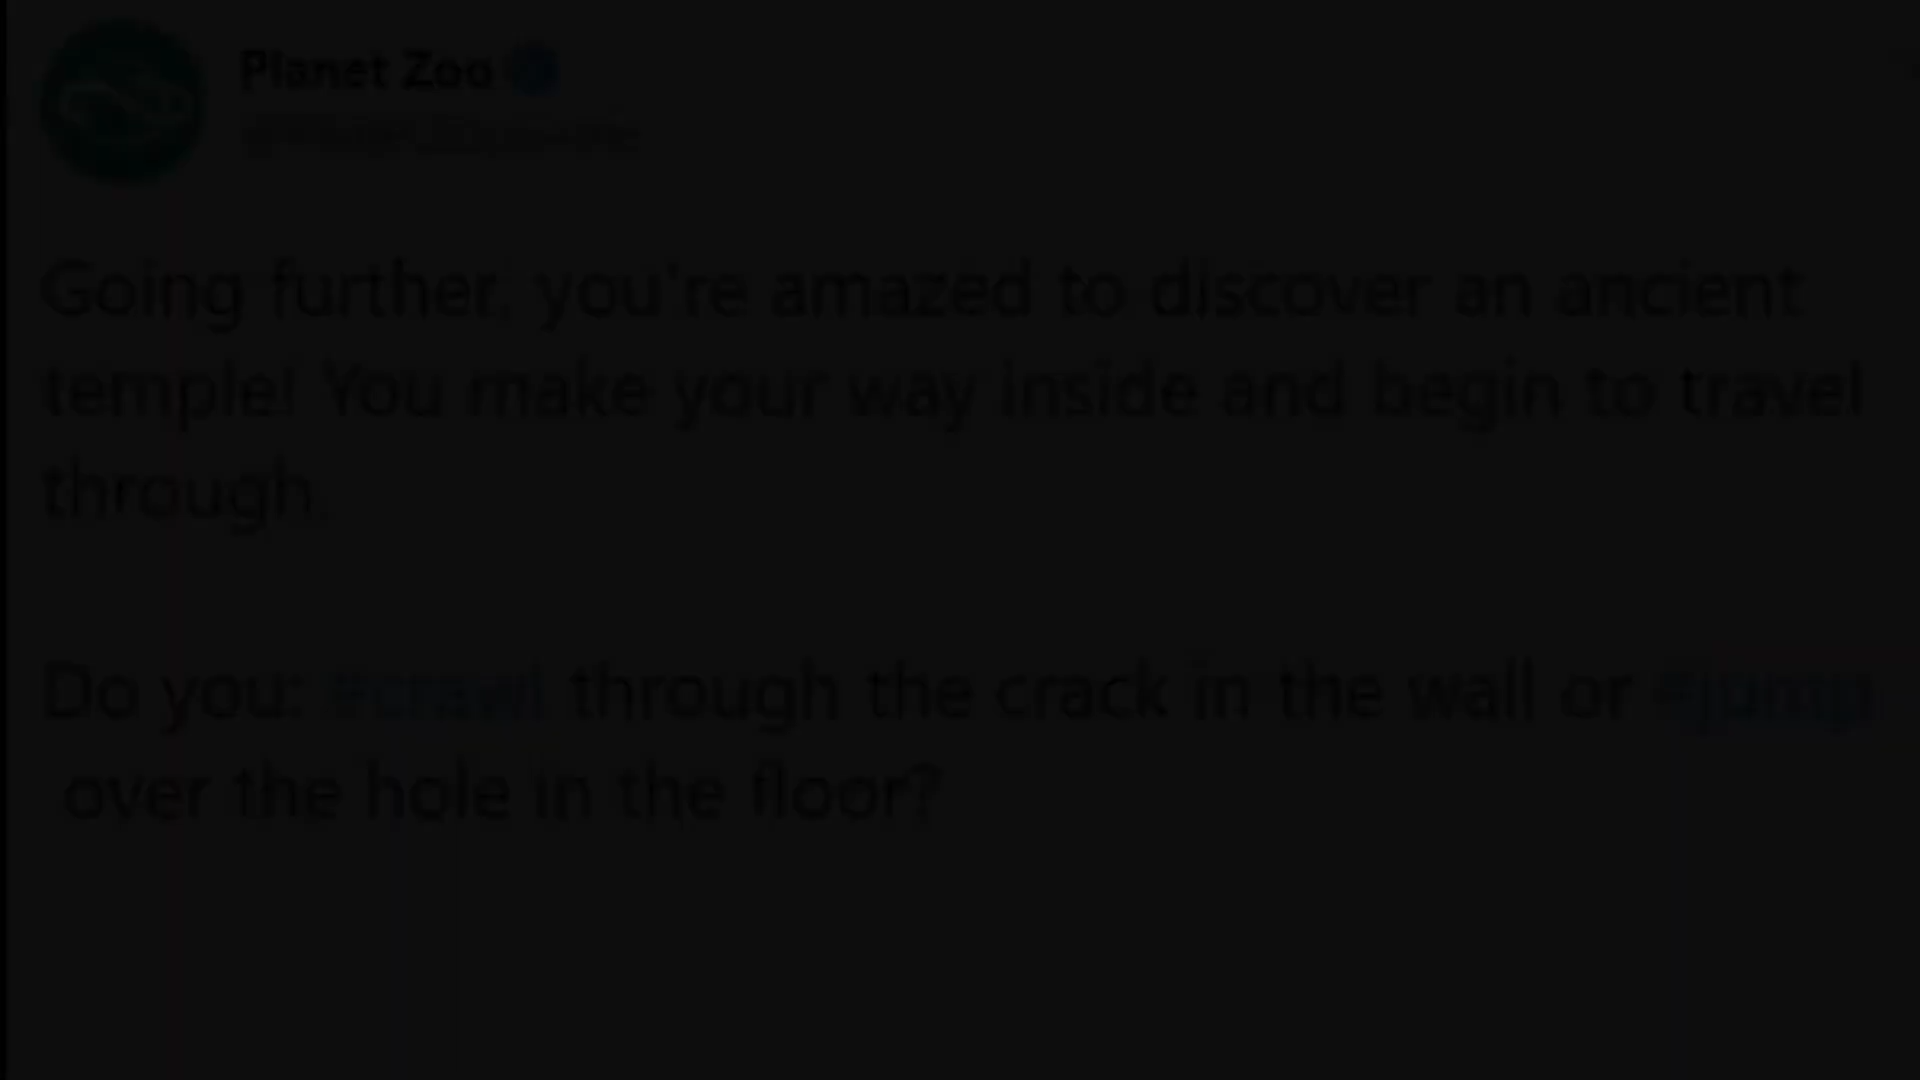 Planet Zoo
Going further, you're amazed to discover an ancient
temple! You make your way inside and begin to travel
through.
Do you: #crawl through the crack in the wall or #jump
over the hole in the floor?